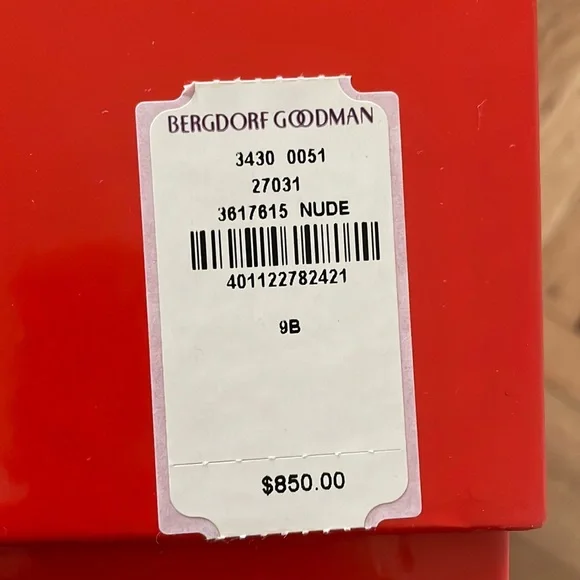 BERGDORF GOODMAN
3430 0051
27031
3617615 NUDE
401122782421
9B
$850.00